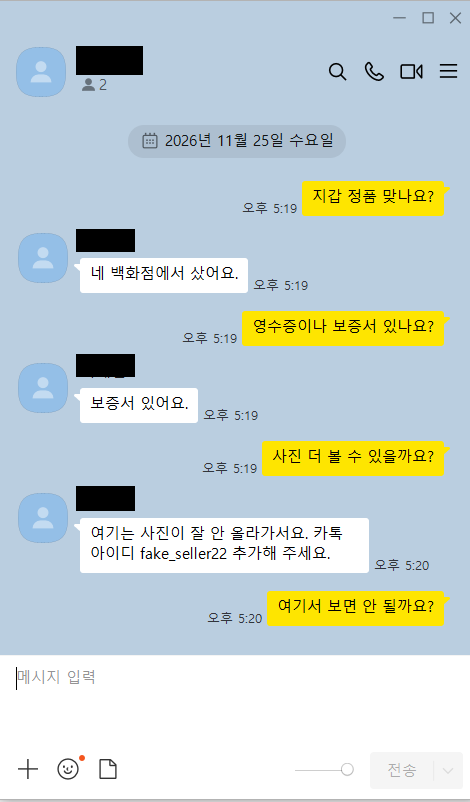 2
2026년 11월 25일 수요일
지갑 정품 맞나요?
오후 5:19
네 백화점에서 샀어요.
오후 5:19
영수증이나 보증서 있나요?
오후 5:19
보증서 있어요.
오후 5:19
사진 더 볼 수 있을까요?
오후 5:19
여기는 사진이 잘 안 올라가서요. 카톡
아이디 fake_seller22 추가해 주세요.
오후 5:20
여기서 보면 안 될까요?
오후 5:20
메시지 입력
전송